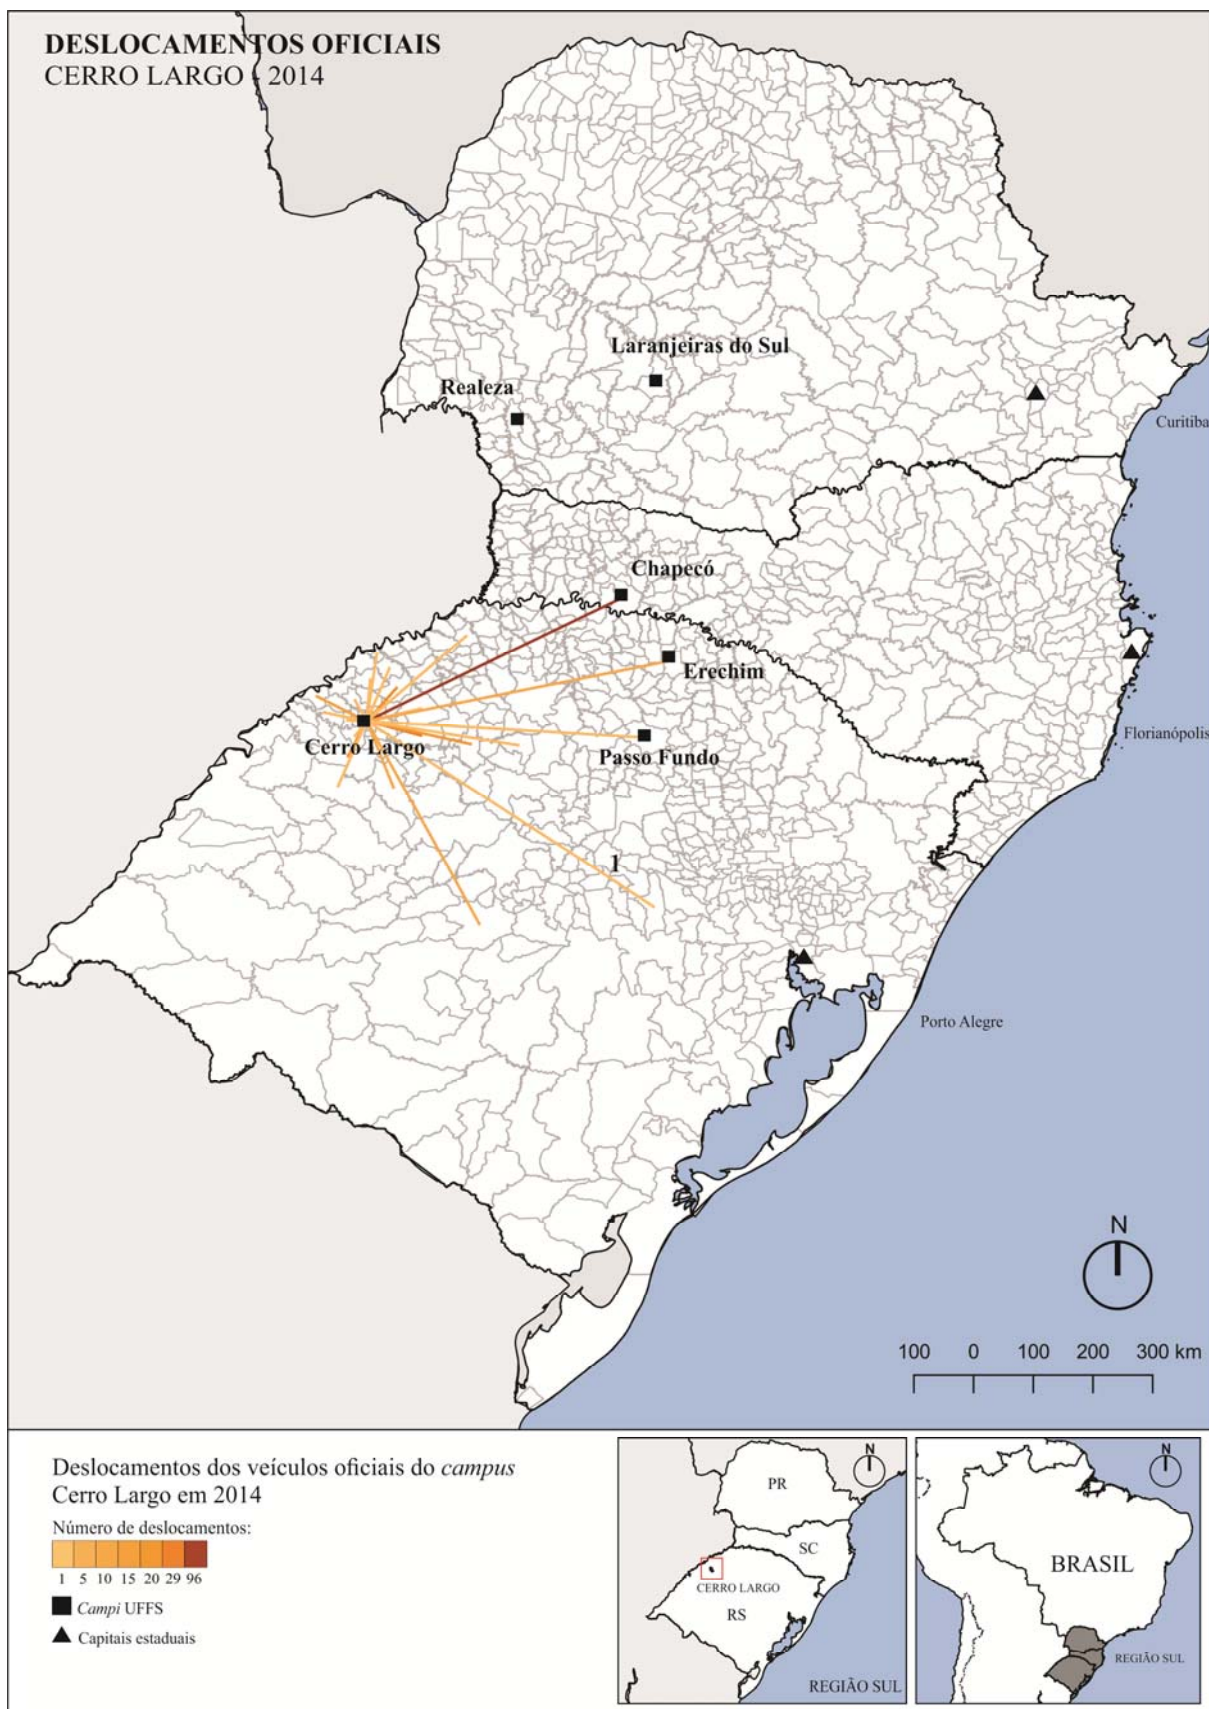 DESLOCAMENTOS OFICIAIS
CERRO LARGO - 2014
Laranjeiras do Sul
Realeza
Curitiba
Chapecó
Erechim
Cerro Largo
Passo Fundo
Florianópolis
1
Porto Alegre
N
100 0 100 200 300 km
Deslocamentos dos veículos oficiais do campus
Cerro Largo em 2014
Número de deslocamentos:
1 5 10 15 20 29 96
Campi UFFS
Capitais estaduais
N
PR
SC
CERRO LARGO
RS
REGIÃO SUL
N
BRASIL
REGIÃO SUL